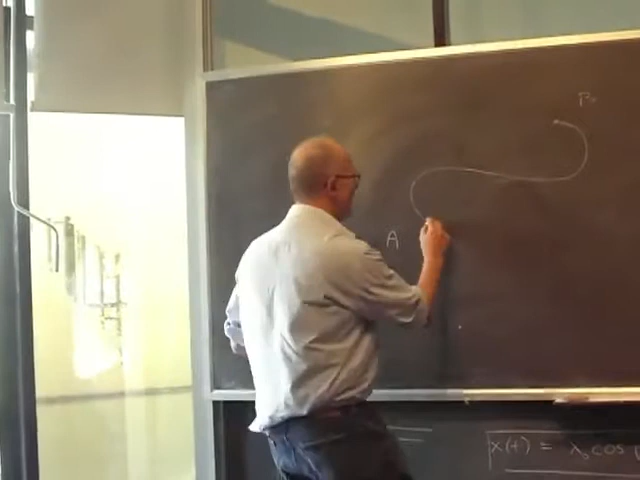 A
x(t) = x₀ cos